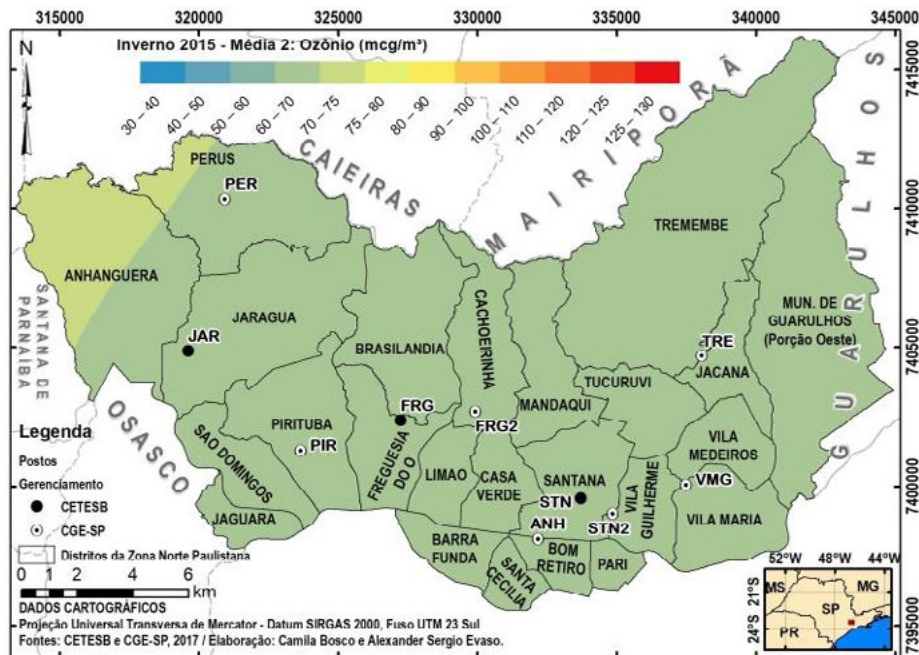 315000 320000 325000 330000 335000 340000 345000
N
Inverno 2015 - Média 2: Ozônio (mcg/m³)
30 – 40
40 – 50
50 – 60
60 – 70
70 – 75
75 – 80
80 – 90
90 – 100
100 – 110
110 – 120
120 – 125
125 – 130
7415000
7410000
7405000
7400000
7395000
CAIEIRAS
MAIRIPORÃ
GUARULHOS
SANTANA DE
PARNAÍBA
OSASCO
PERUS
PER
ANHANGUERA
TREMEMBE
MUN. DE
GUARULHOS
(Porção Oeste)
JARAGUA
JAR
BRASILANDIA
CACHOEIRINHA
TRE
JACANA
TUCURUVI
MANDAQUI
PIRITUBA
PIR
FRG
FRG2
FREGUESIA
DO O
SAO DOMINGOS
JAGUARA
LIMAO
CASA
VERDE
SANTANA
STN
STN2
VILA
GUILHERME
VILA
MEDEIROS
VMG
VILA MARIA
ANH
BARRA
FUNDA
SANTA
CECILIA
BOM
RETIRO
PARI
Legenda
Postos
Gerenciamento
CETESB
CGE-SP
Distritos da Zona Norte Paulistana
0 1 2 4 6
km
DADOS CARTOGRÁFICOS
Projeção Universal Transversa de Mercator - Datum SIRGAS 2000, Fuso UTM 23 Sul
Fontes: CETESB e CGE-SP, 2017 / Elaboração: Camila Bosco e Alexander Sergio Evaso.
52°W 48°W 44°W
21°S
24°S
MS
MG
SP
PR